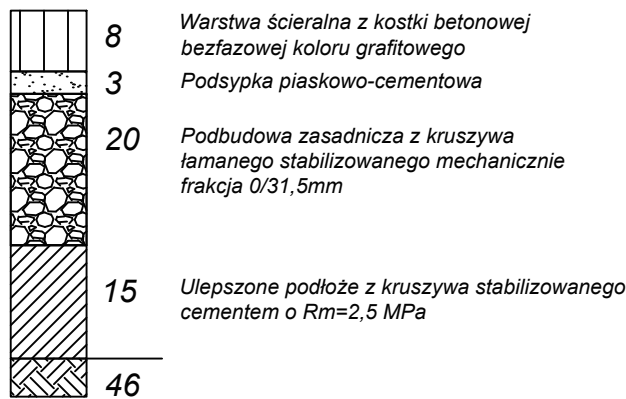 8
Warstwa ścieralna z kostki betonowej
bezfazowej koloru grafitowego
3
Podsypka piaskowo-cementowa
20
Podbudowa zasadnicza z kruszywa
łamanego stabilizowanego mechanicznie
frakcja 0/31,5mm
15
Ulepszone podłoże z kruszywa stabilizowanego
cementem o Rm=2,5 MPa
46